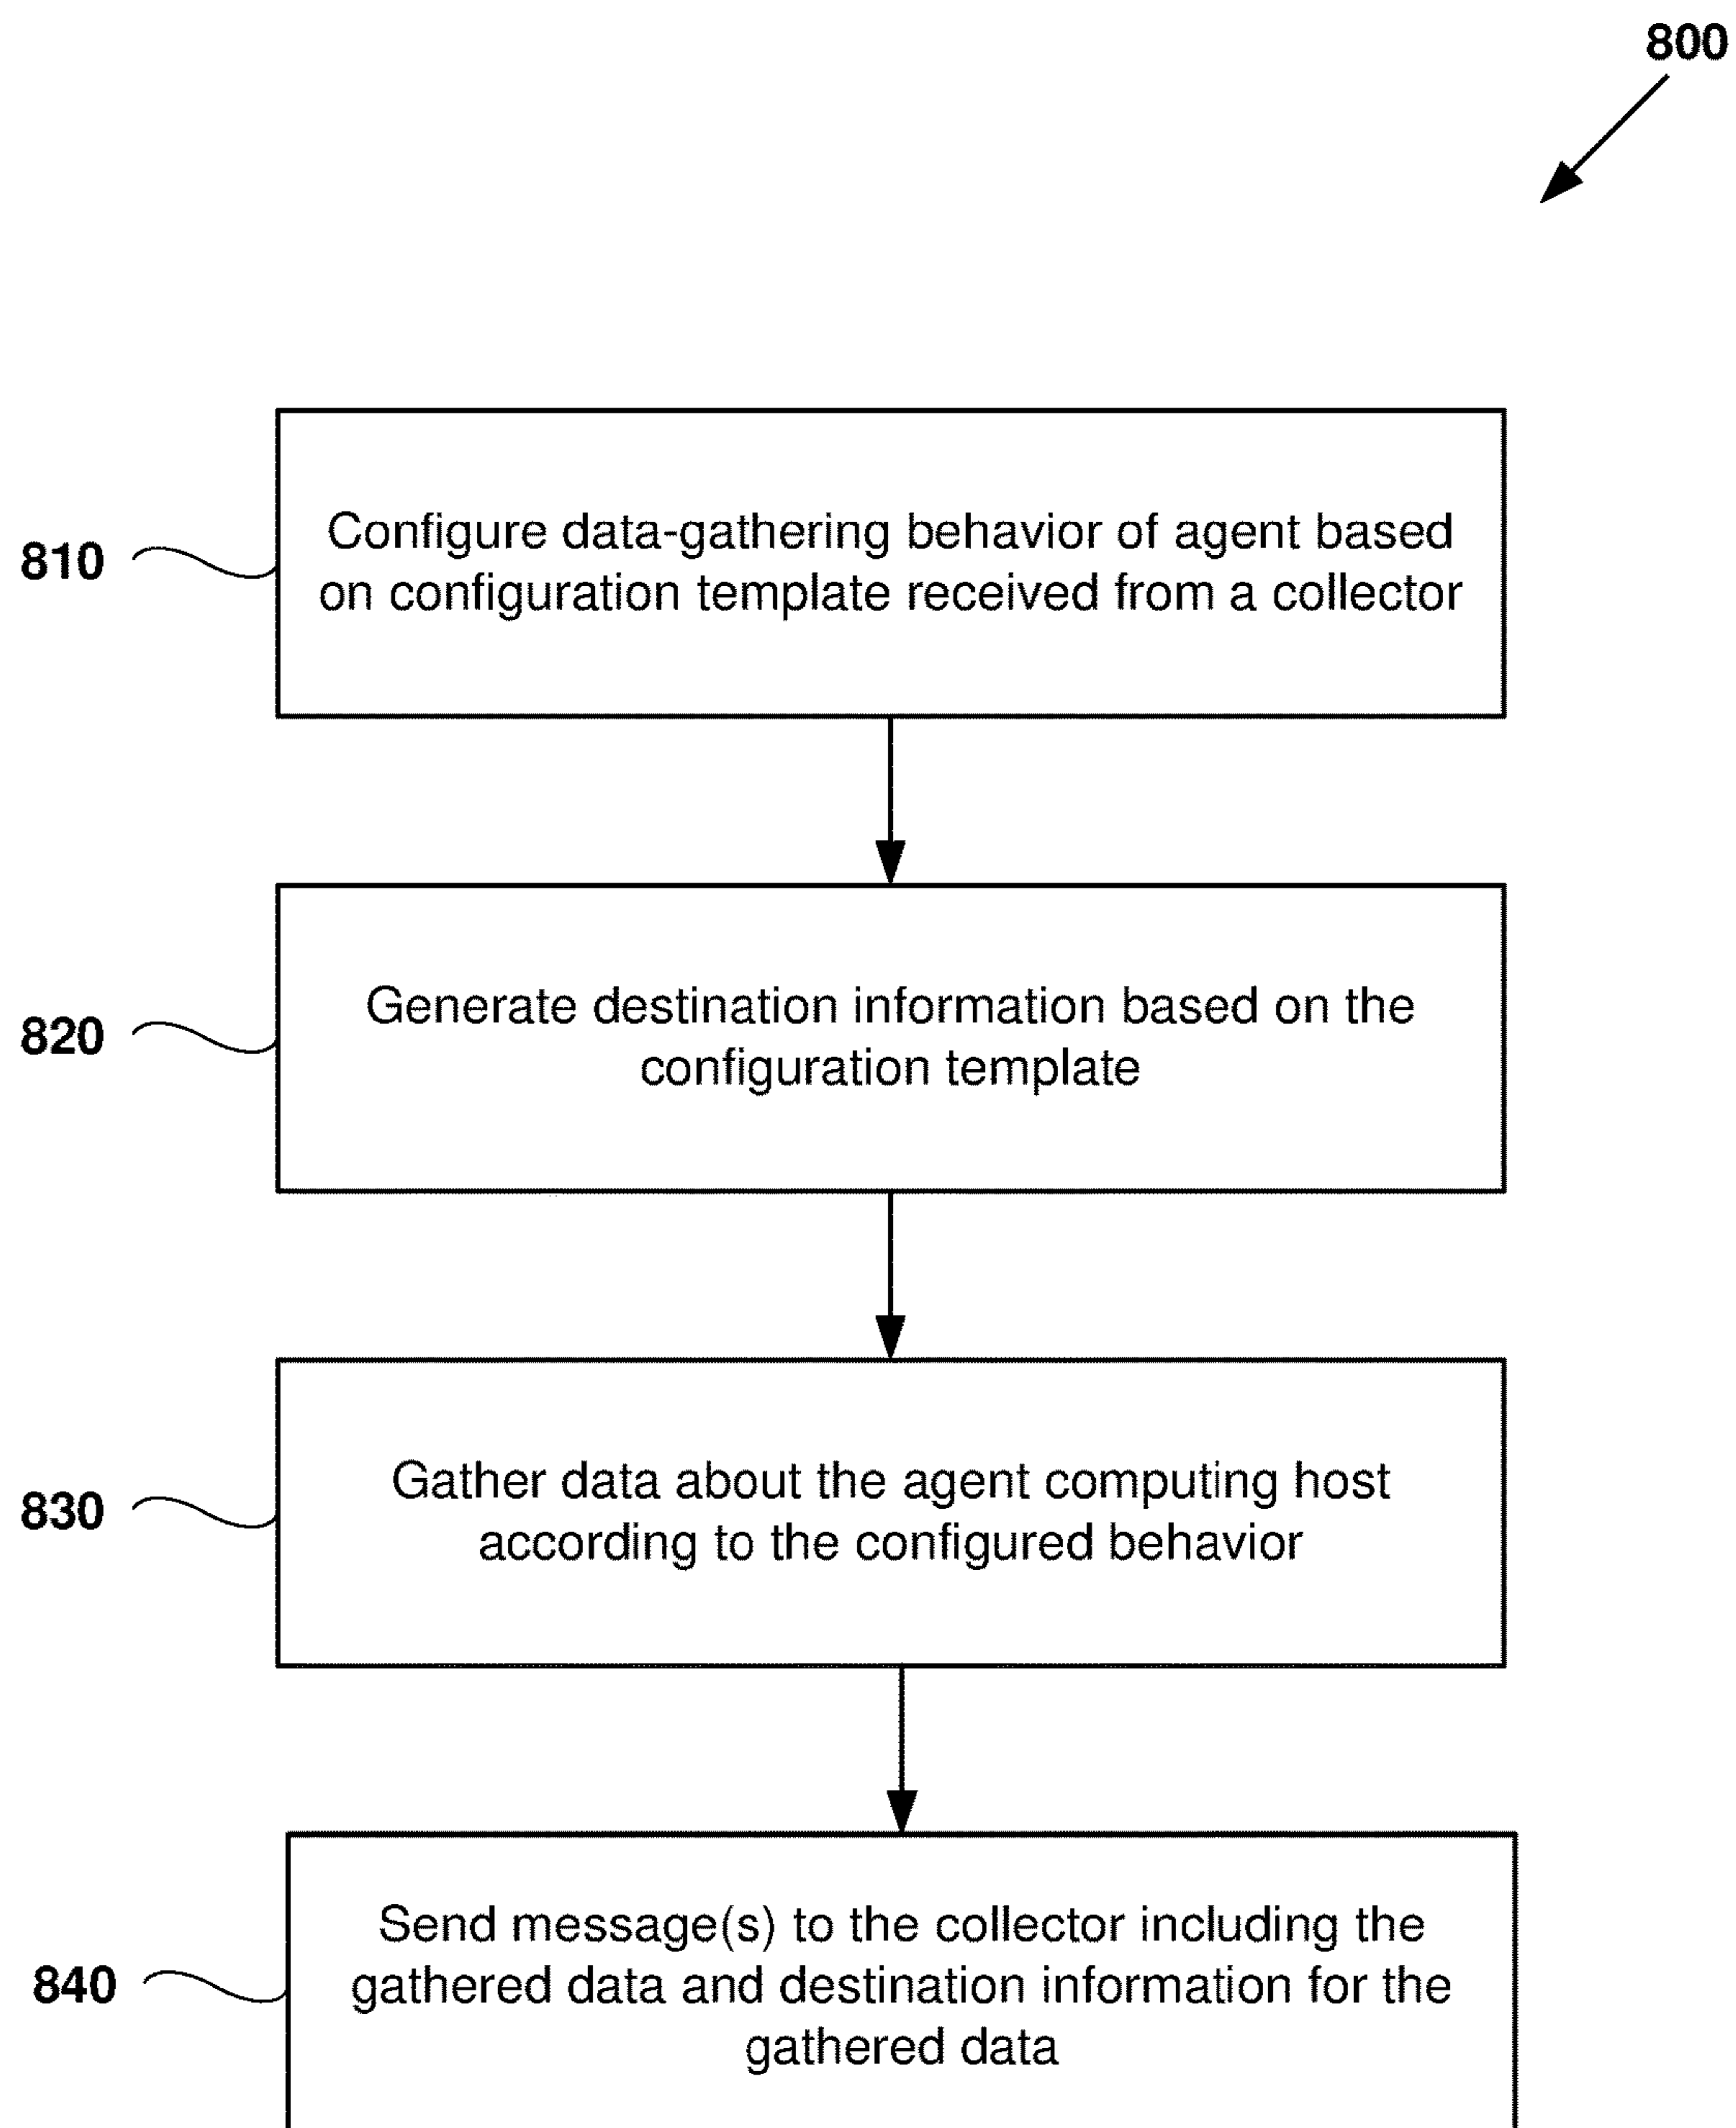 800
810
Configure data-gathering behavior of agent based
on configuration template received from a collector
820
Generate destination information based on the
configuration template
830
Gather data about the agent computing host
according to the configured behavior
840
Send message(s) to the collector including the
gathered data and destination information for the
gathered data